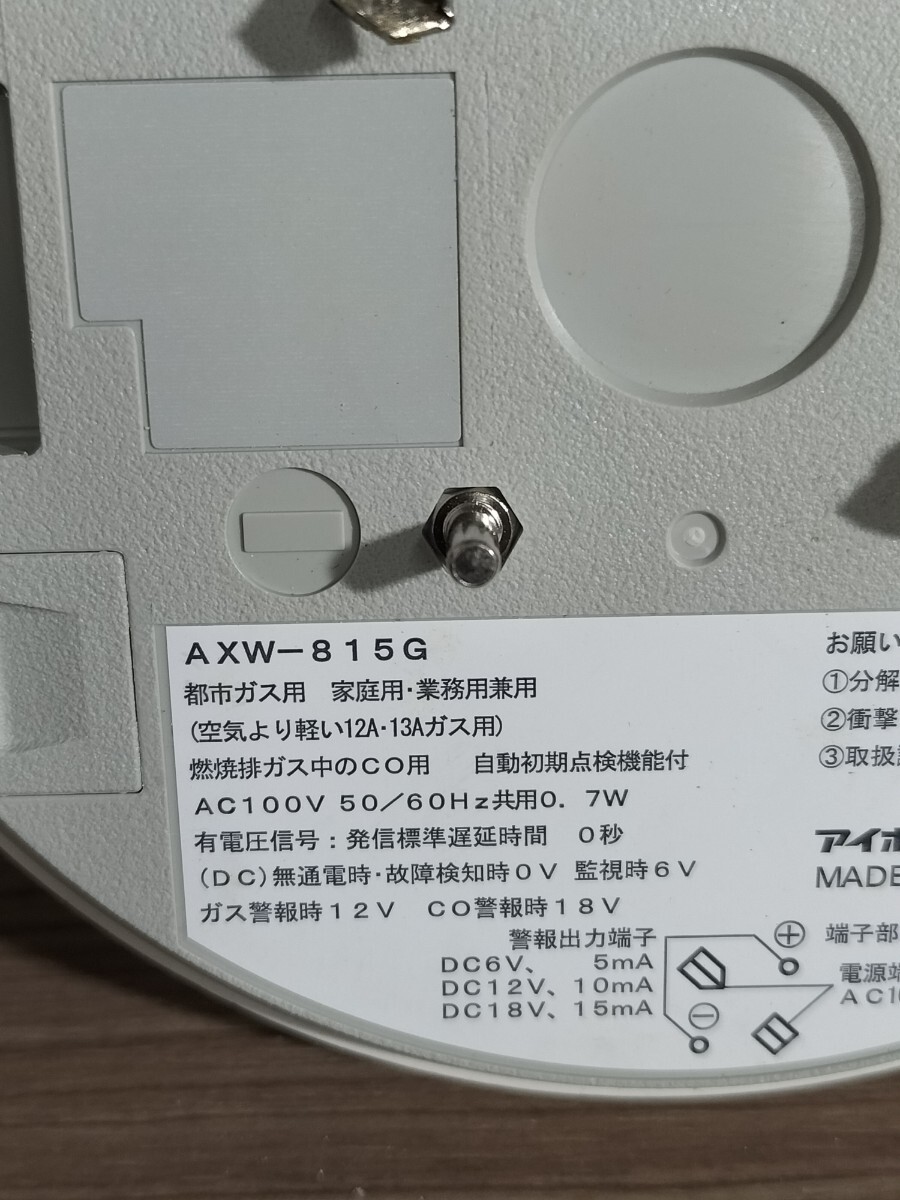 AXW−815G
都市ガス用　家庭用･業務用兼用
(空気より軽い12A･13Aガス用)
燃焼排ガス中のCO用　自動初期点検機能付
AC100V 50／60Hz共用0．7W
有電圧信号：発信標準遅延時間　0秒
(DC)無通電時･故障検知時0V 監視時6V
ガス警報時12V　CO警報時18V
警報出力端子
DC6V、　5mA
DC12V、10mA
DC18V、15mA
⊕
⊖
お願い
①分解
②衝撃
③取扱
アイホ
MADE
端子部
電源端
AC10